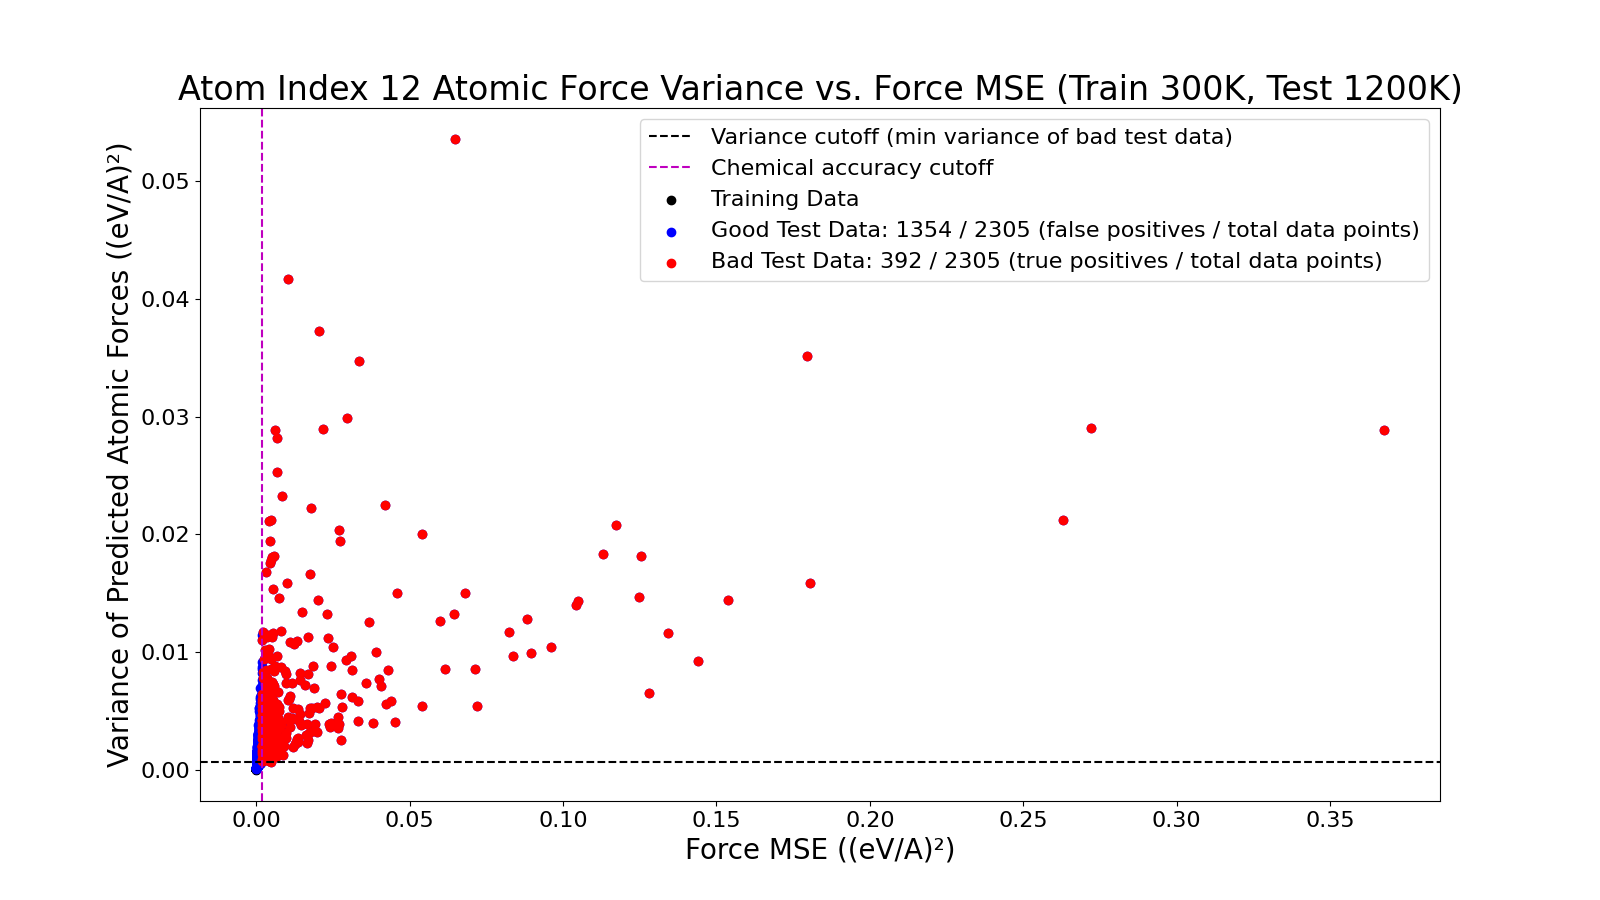 Atom Index 12 Atomic Force Variance vs. Force MSE (Train 300K, Test 1200K)
Variance cutoff (min variance of bad test data)
Chemical accuracy cutoff
Training Data
Good Test Data: 1354 / 2305 (false positives / total data points)
Bad Test Data: 392 / 2305 (true positives / total data points)
Variance of Predicted Atomic Forces ((eV/A)²)
0.05
0.04
0.03
0.02
0.01
0.00
0.00 0.05 0.10 0.15 0.20 0.25 0.30 0.35
Force MSE ((eV/A)²)